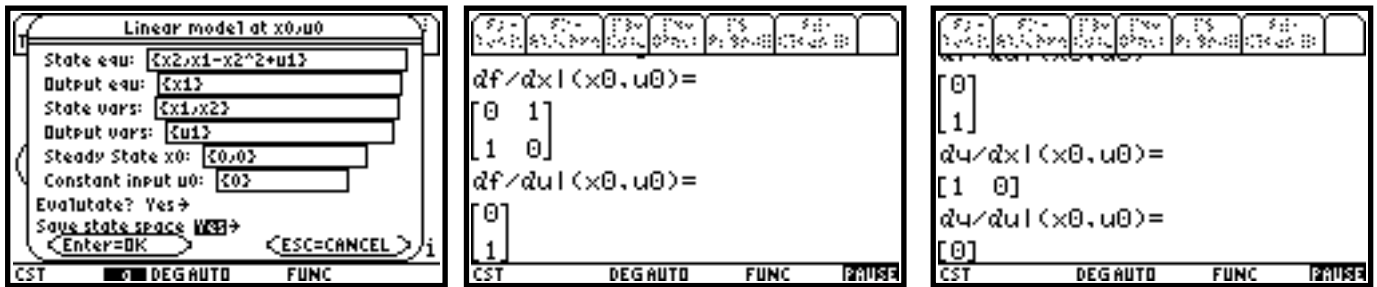 Linear model at x0,u0
State equ: {x2,x1-x2^2+u1}
Output equ: {x1}
State vars: {x1,x2}
Output vars: {u1}
Steady State x0: {0,0}
Constant input u0: {0}
Evalutate? Yes→
Save state space Yes→
Enter=OK ESC=CANCEL
CST DEG AUTO FUNC
df/dx|(x0,u0)=
[0 1]
[1 0]
df/du|(x0,u0)=
[0]
[1]
CST DEG AUTO FUNC PAUSE
df/du|(x0,u0)=
[0]
[1]
dy/dx|(x0,u0)=
[1 0]
dy/du|(x0,u0)=
[0]
CST DEG AUTO FUNC PAUSE